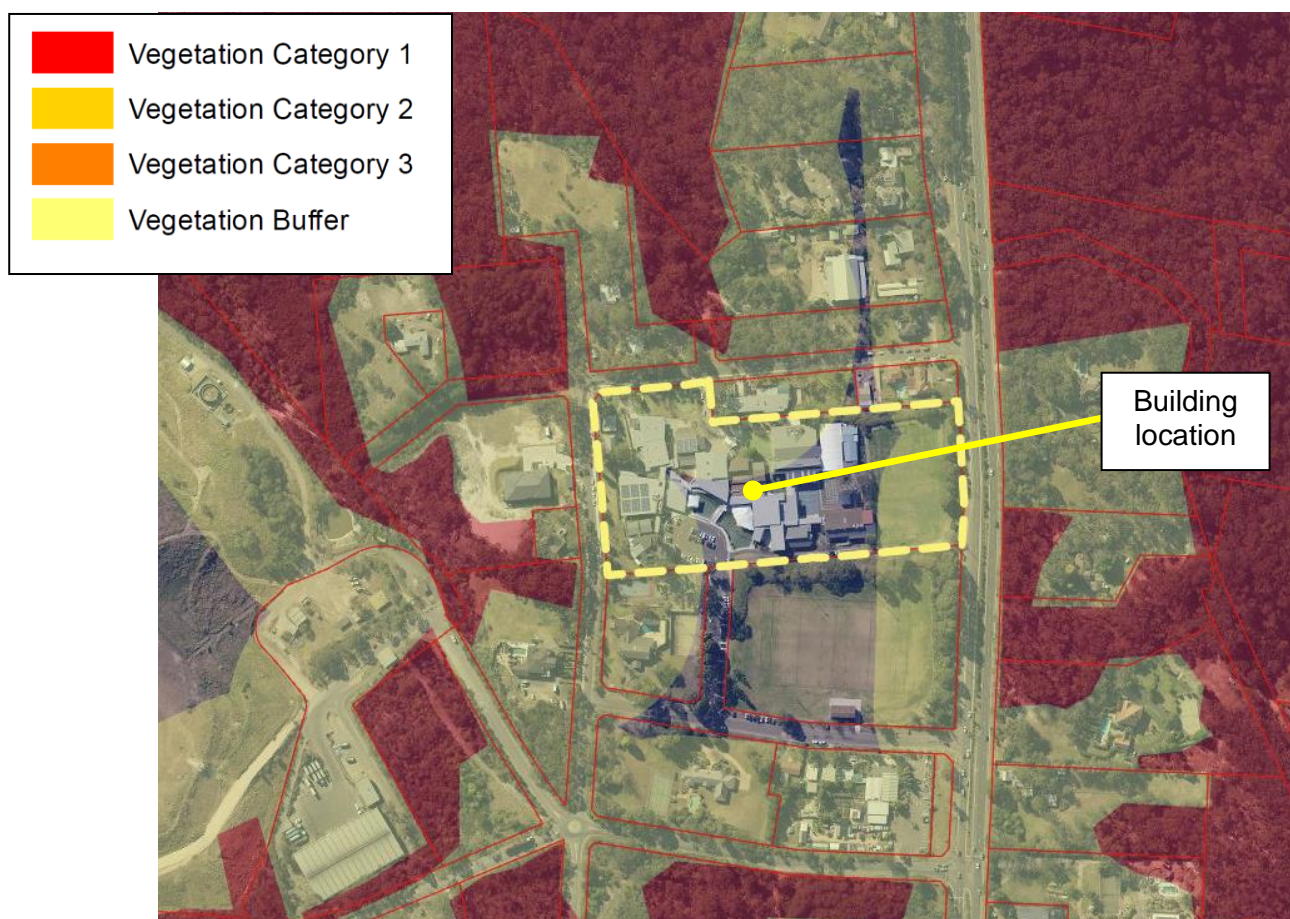 Vegetation Category 1
Vegetation Category 2
Vegetation Category 3
Vegetation Buffer
Building
location